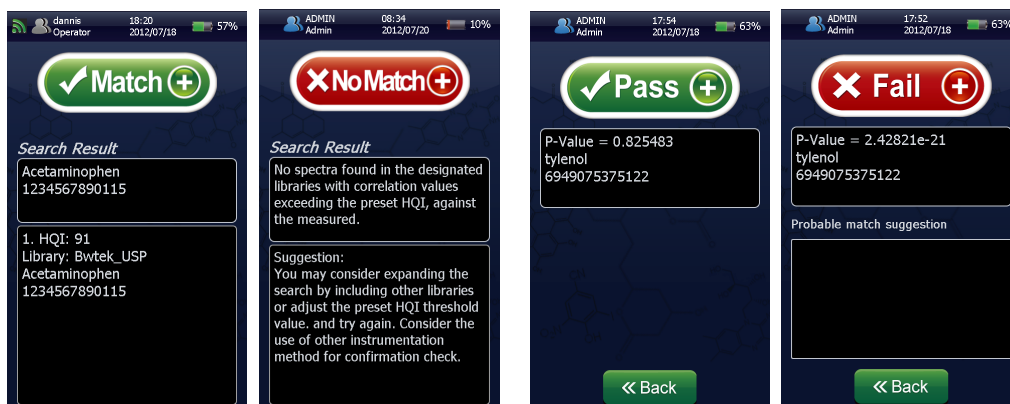 dannis
Operator
18:20
2012/07/18
57%
Match
Search Result
Acetaminophen
1234567890115
1. HQI: 91
Library: Bwtek_USP
Acetaminophen
1234567890115
ADMIN
Admin
08:34
2012/07/20
10%
No Match
Search Result
No spectra found in the designated
libraries with correlation values
exceeding the preset HQI, against
the measured.
Suggestion:
You may consider expanding the
search by including other libraries
or adjust the preset HQI threshold
value. and try again. Consider the
use of other instrumentation
method for confirmation check.
ADMIN
Admin
17:54
2012/07/18
63%
Pass
P-Value = 0.825483
tylenol
6949075375122
« Back
ADMIN
Admin
17:52
2012/07/18
63%
Fail
P-Value = 2.42821e-21
tylenol
6949075375122
Probable match suggestion
« Back